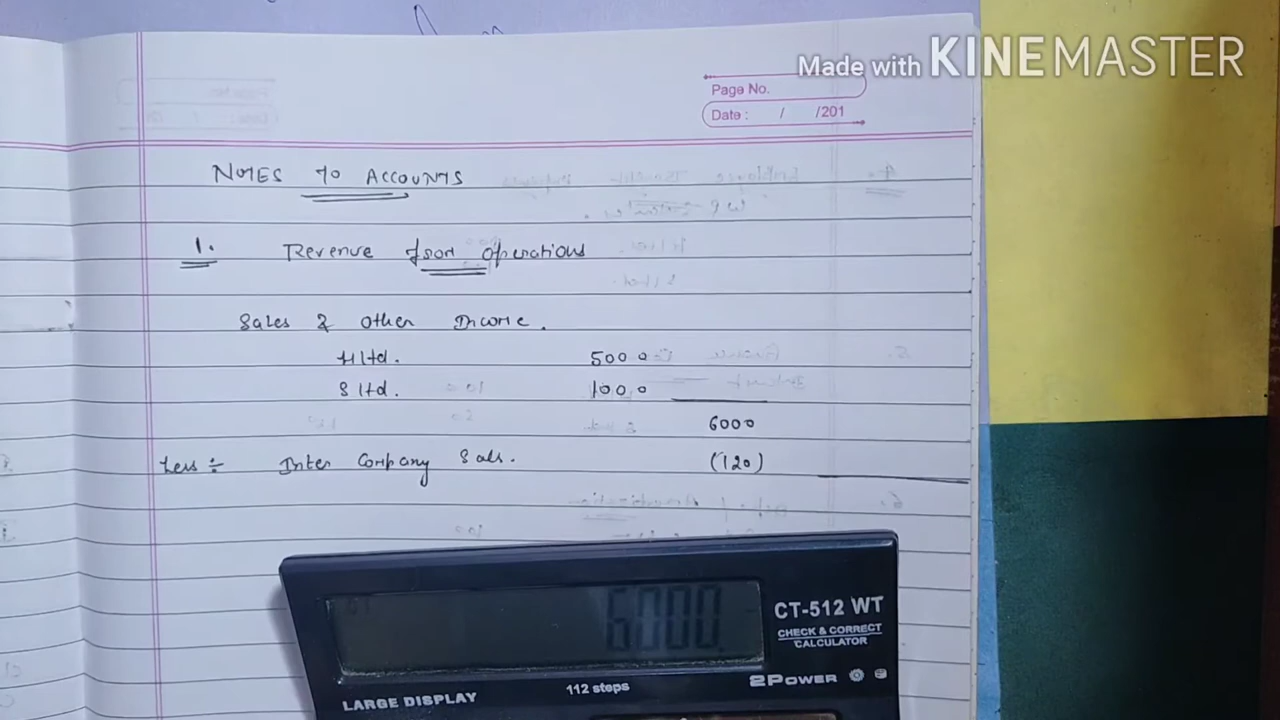 Made with KINEMASTER
Page No.
Date : / /201
NOTES TO ACCOUNTS
1. Revenue from Operations
Sales & Other Income.
H ltd. 5000
S ltd. 1000
6000
Less ÷ Inter Company Sales. (120)
GT 6000.
CT-512 WT
CHECK & CORRECT
CALCULATOR
LARGE DISPLAY 112 steps 2POWER